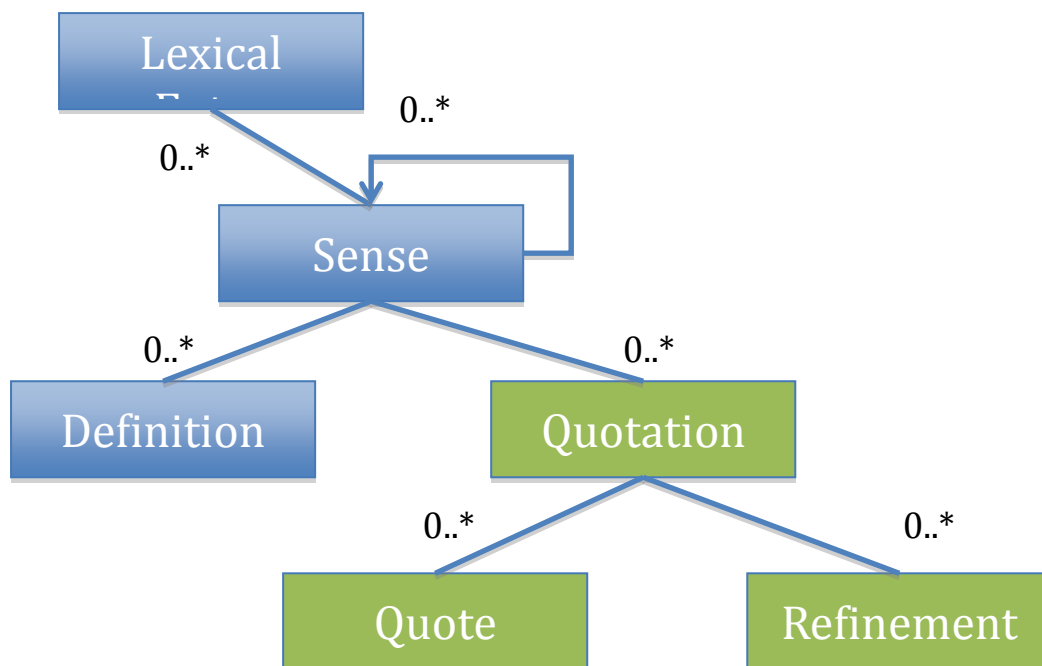 Lexical
0..*
0..*
Sense
0..*
0..*
Definition
Quotation
0..*
0..*
Quote
Refinement